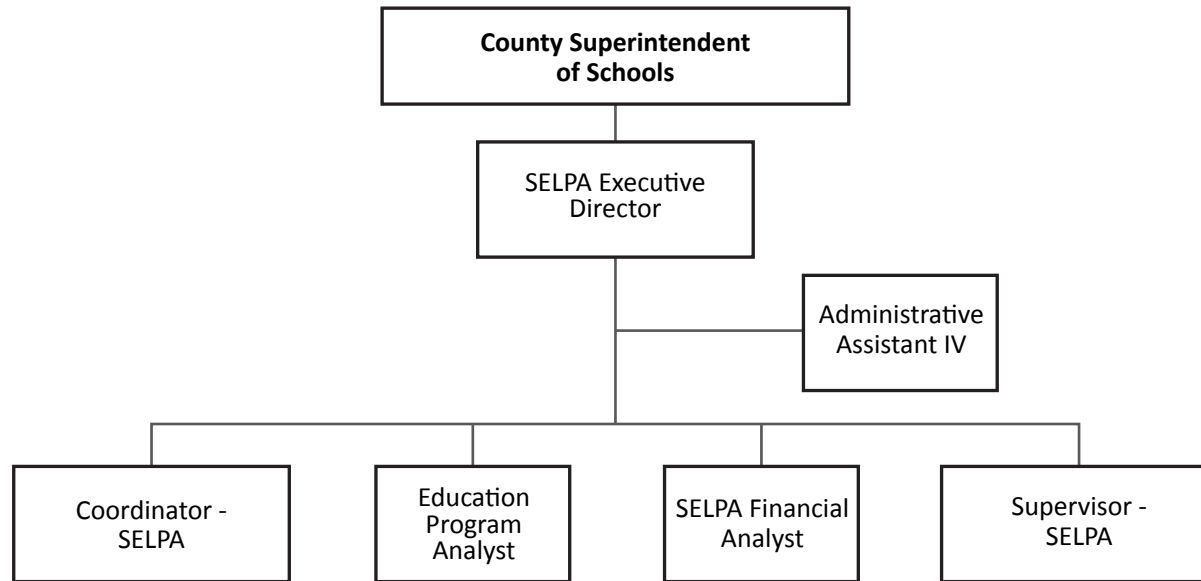 County Superintendent
of Schools
SELPA Executive
Director
Administrative
Assistant IV
Coordinator -
SELPA
Education
Program
Analyst
SELPA Financial
Analyst
Supervisor -
SELPA